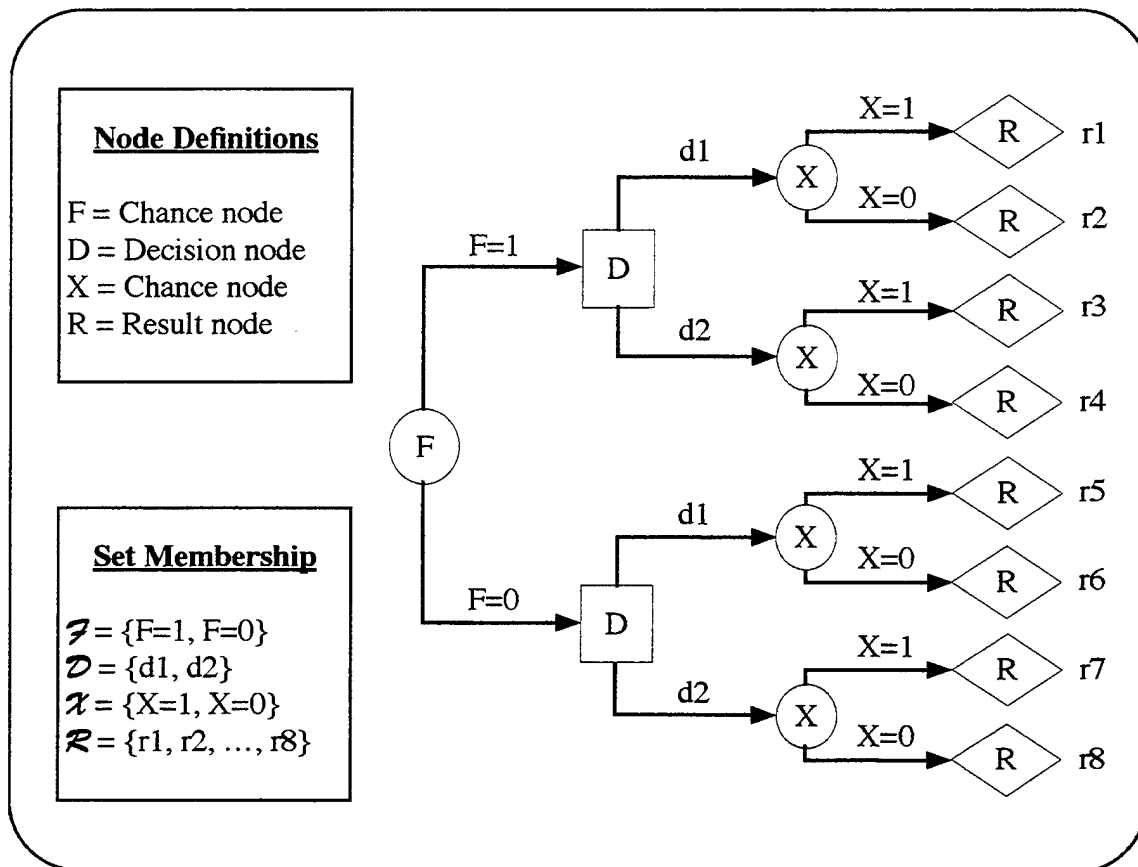 Node Definitions
F = Chance node
D = Decision node
X = Chance node
R = Result node
Set Membership
𝓕 = {F=1, F=0}
𝓓 = {d1, d2}
𝓧 = {X=1, X=0}
𝓡 = {r1, r2, ..., r8}
F
F=1
D
d1
X
X=1
R
r1
X=0
R
r2
d2
X
X=1
R
r3
X=0
R
r4
F=0
D
d1
X
X=1
R
r5
X=0
R
r6
d2
X
X=1
R
r7
X=0
R
r8